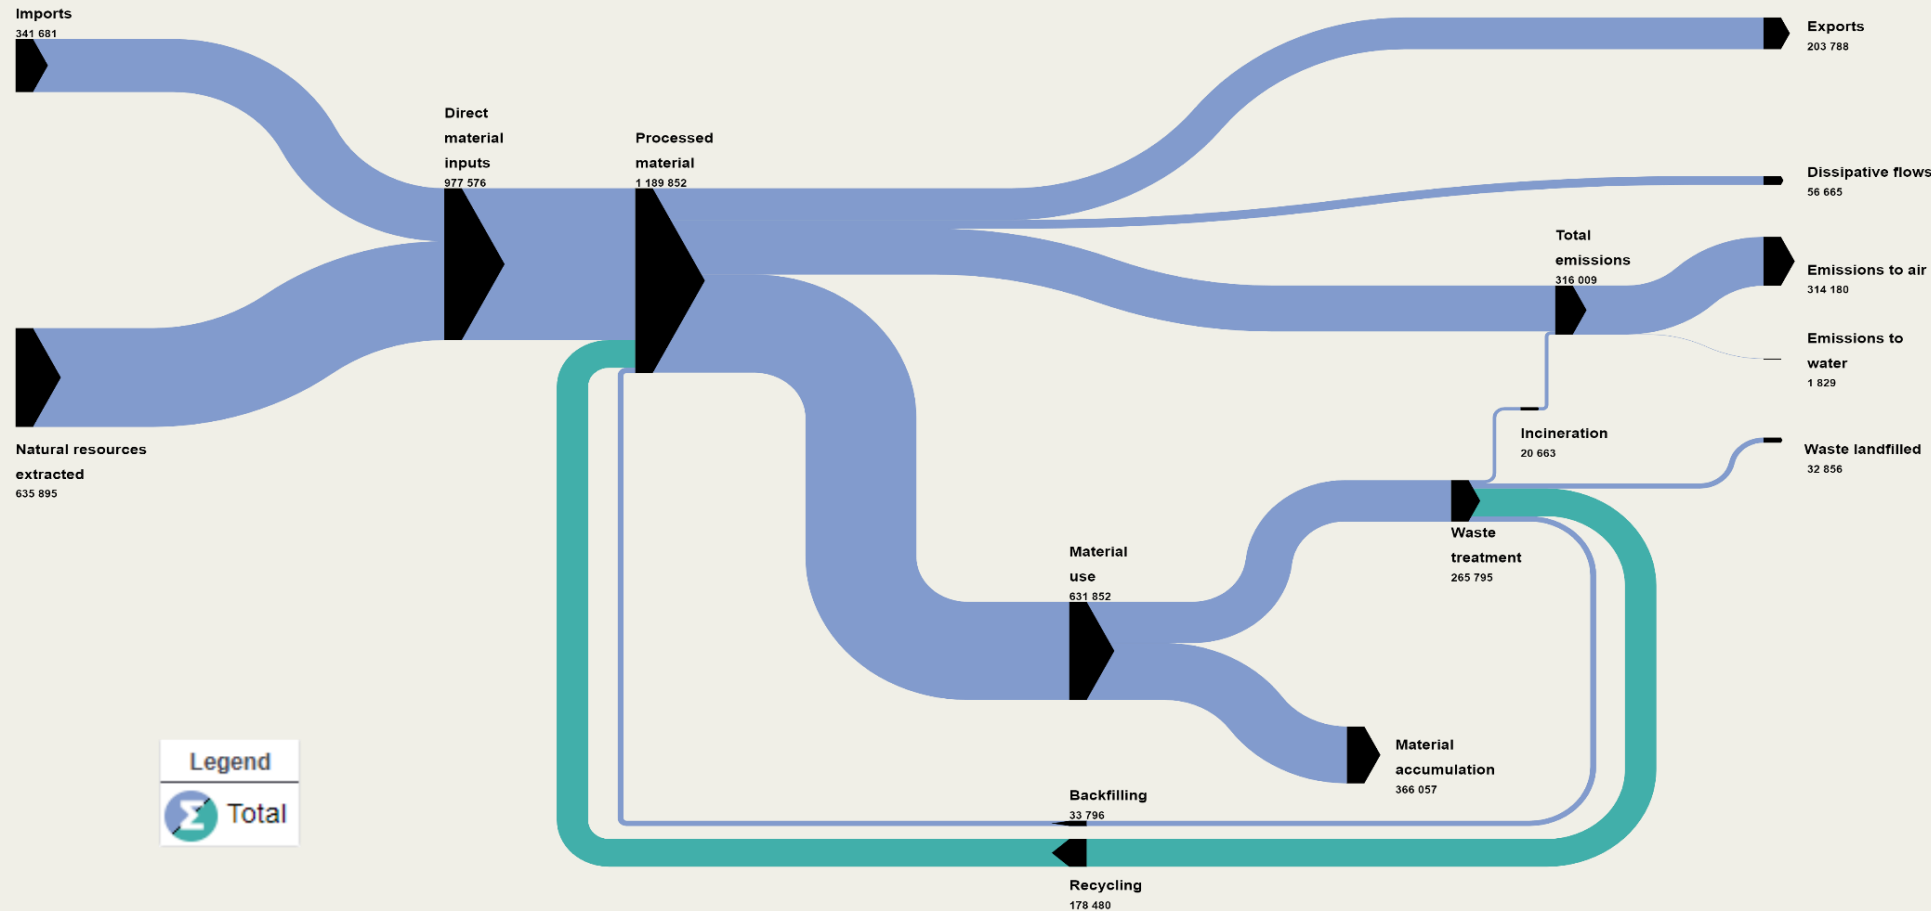 Imports
341 681
Exports
203 788
Direct
material
inputs
977 576
Processed
material
1 189 852
Dissipative flows
56 665
Total
emissions
316 009
Emissions to air
314 180
Emissions to
water
1 829
Incineration
20 663
Waste landfilled
32 856
Natural resources
extracted
635 895
Waste
treatment
265 795
Material
use
631 852
Material
accumulation
366 057
Backfilling
33 796
Recycling
178 480
Legend
Σ Total